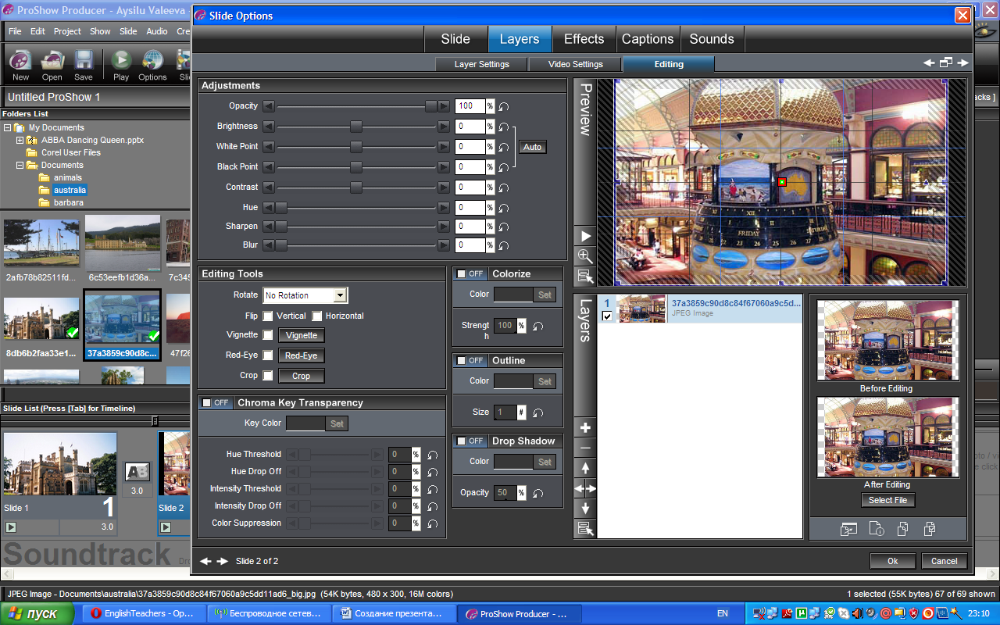 ProShow Producer - Aysilu Valeeva -
Slide Options
File Edit Project Show Slide Audio
Slide Layers Effects Captions Sounds
New Open Save Play Options
Layer Settings Video Settings Editing
Untitled ProShow 1
Folders List
My Documents
ABBA Dancing Queen.pptx
Corel User Files
Documents
animals
australia
barbara
2afb78b82511fd...
6c53eefb1d36a...
8db6b2faa33e1...
37a3859c90d8c...
Slide List (Press [Tab] for Timeline)
3.0
Slide 1
1
3.0
Slide 2
Soundtrack
Adjustments
Opacity 100 %
Brightness 0 %
White Point 0 % Auto
Black Point 0 %
Contrast 0 %
Hue 0 %
Sharpen 0 %
Blur 0 %
Editing Tools
Rotate No Rotation
Flip Vertical Horizontal
Vignette Vignette
Red-Eye Red-Eye
Crop Crop
OFF Chroma Key Transparency
Key Color Set
Hue Threshold 0 %
Hue Drop Off 0 %
Intensity Threshold 0 %
Intensity Drop Off 0 %
Color Suppression 0 %
OFF Colorize
Color Set
Strengt
h 100 %
OFF Outline
Color Set
Size 1 #
OFF Drop Shadow
Color Set
Opacity 50 %
Preview
XII
FRIDAY
SATURDAY
Layers
1
37a3859c90d8c84f67060a9c5d...
JPEG Image
Before Editing
After Editing
Select File
Slide 2 of 2
Ok Cancel
JPEG Image - Documents\australia\37a3859c90d8c84f67060a9c5dd11ad6_big.jpg (54K bytes, 480 x 300, 16M colors)
1 selected (55K bytes) 67 of 69 shown
пуск
EnglishTeachers - Op...
Беспроводное сетев...
Создание презента...
ProShow Producer - ...
EN
23:10